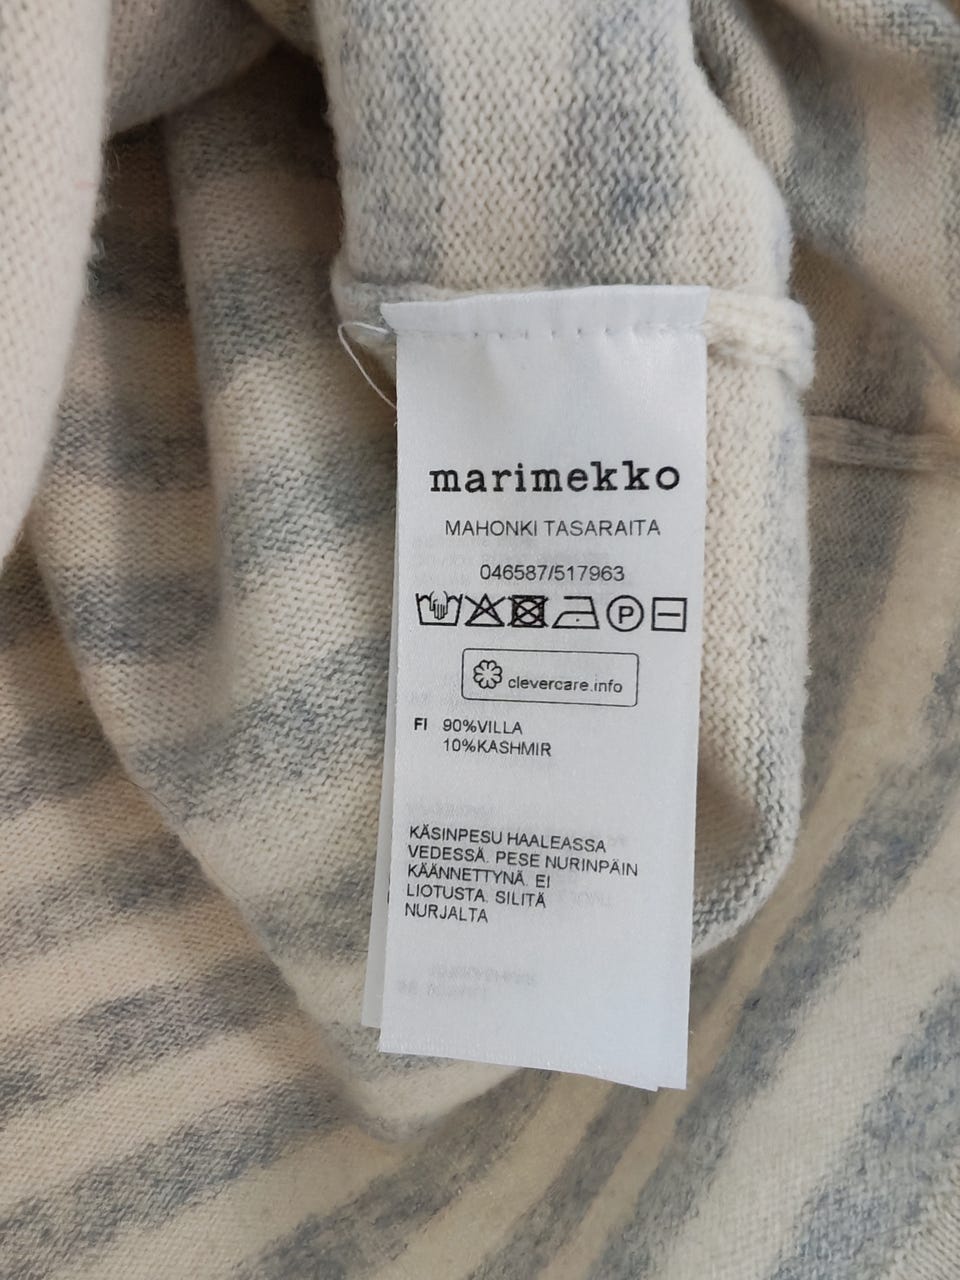 marimekko
MAHONKI TASARAITA
046587/517963
P
clevercare.info
FI 90%VILLA
10%KASHMIR
KÄSINPESU HAALEASSA
VEDESSÄ. PESE NURINPÄIN
KÄÄNNETTYNÄ. EI
LIOTUSTA. SILITÄ
NURJALTA